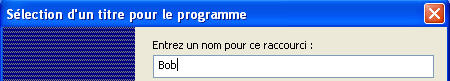 Sélection d'un titre pour le programme
Entrez un nom pour ce raccourci :
Bob